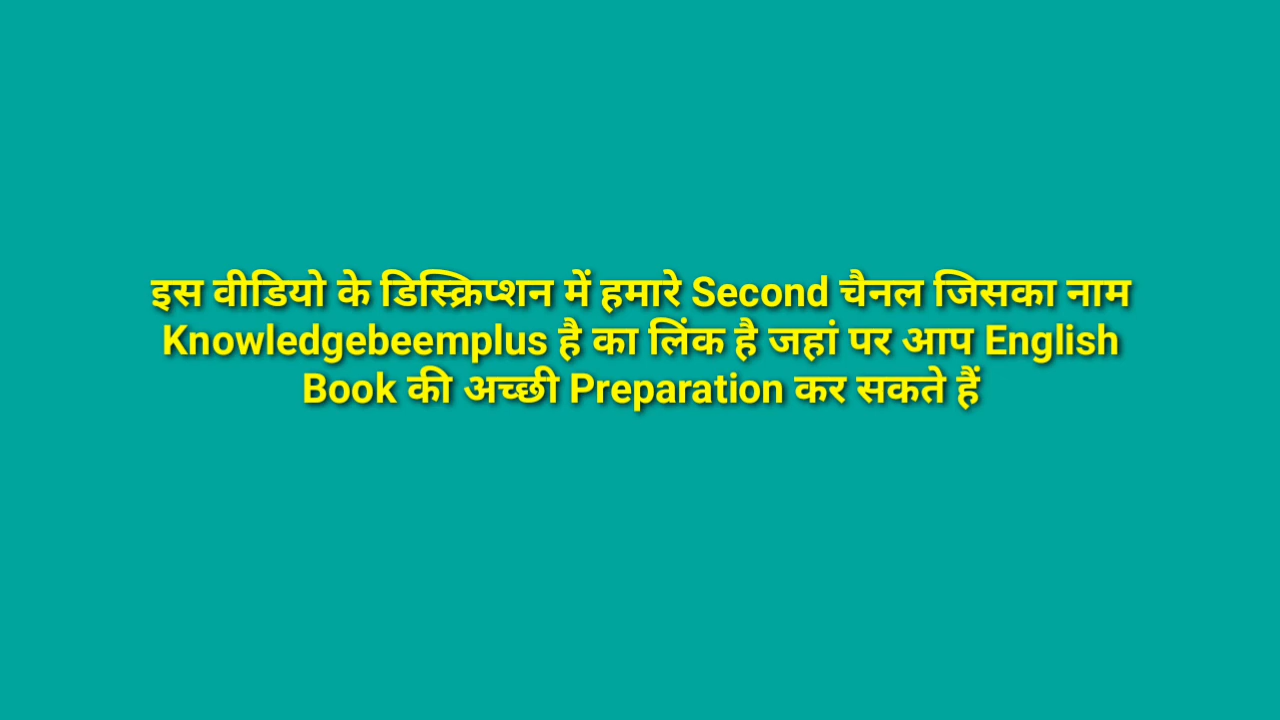 इस वीडियो के डिस्क्रिप्शन में हमारे Second चैनल जिसका नाम
Knowledgebeemplus है का लिंक है जहां पर आप English
Book की अच्छी Preparation कर सकते हैं